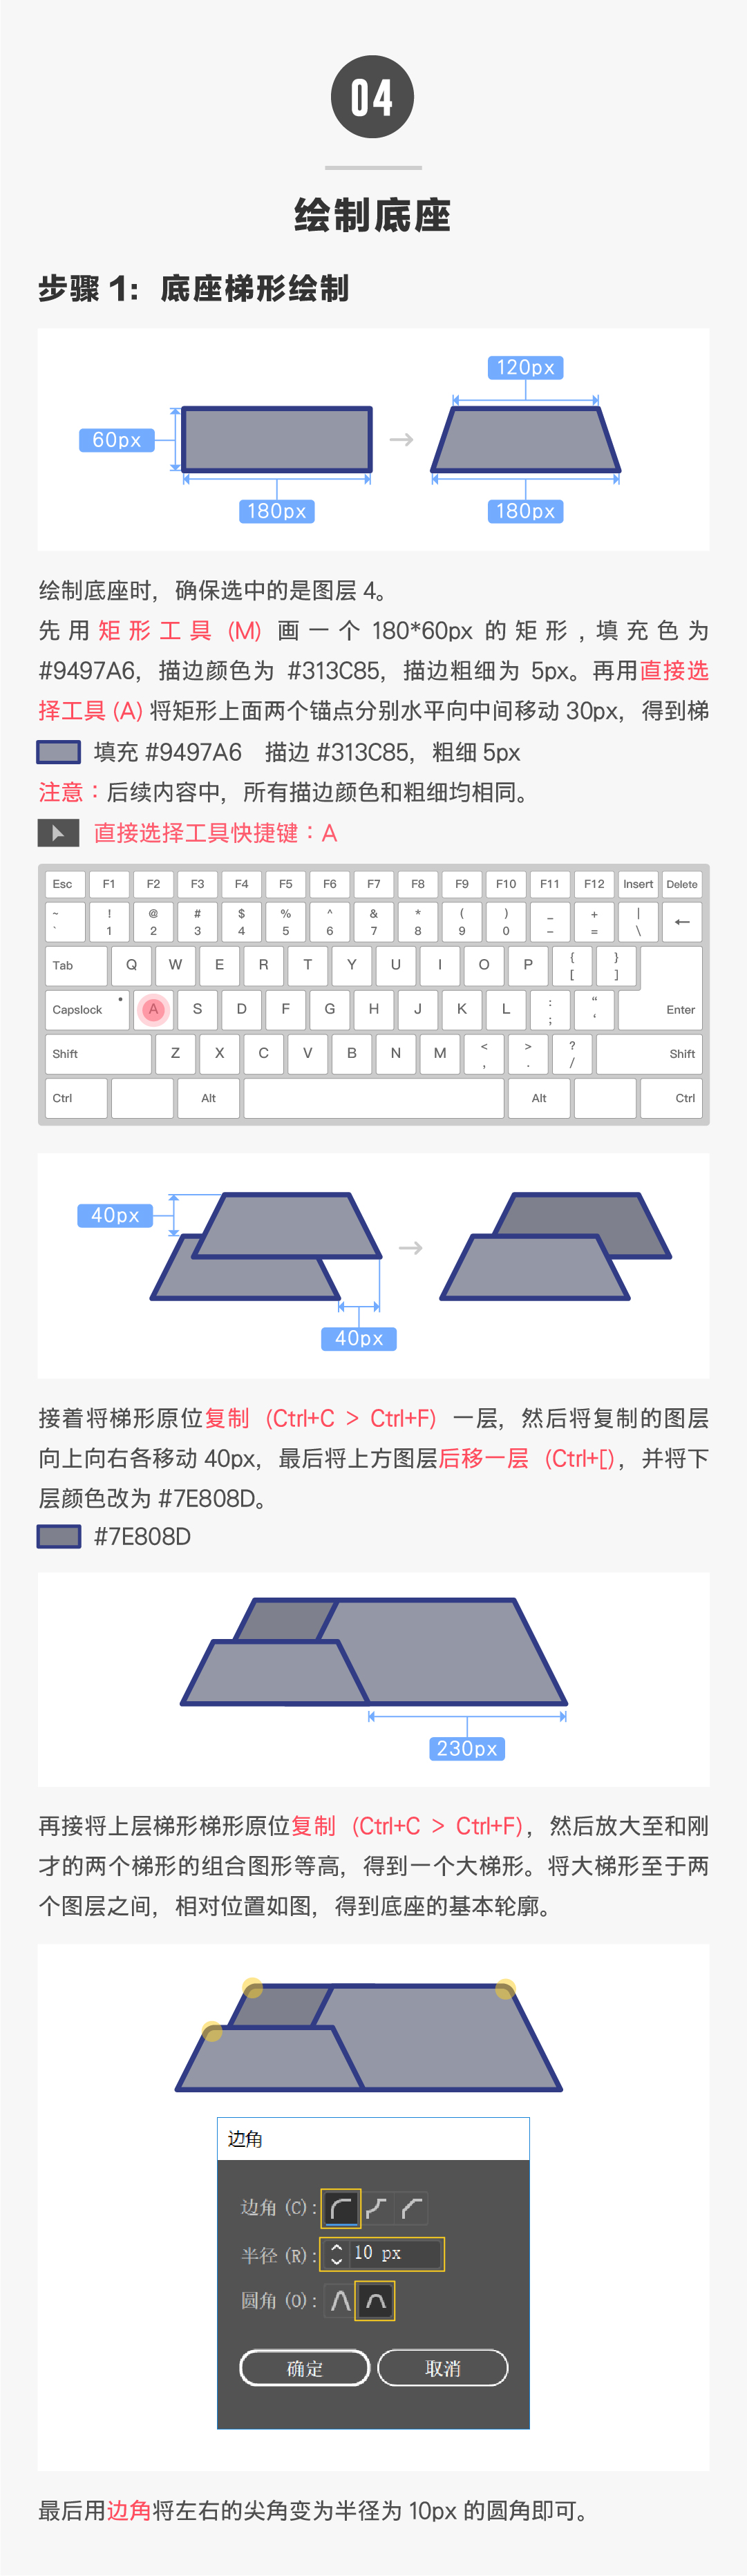 04
绘制底座
步骤 1：底座梯形绘制
120px
60px
180px
180px
绘制底座时，确保选中的是图层 4。
先用矩形工具 (M) 画一个 180*60px 的矩形，填充色为
#9497A6，描边颜色为 #313C85，描边粗细为 5px。再用直接选
择工具 (A) 将矩形上面两个锚点分别水平向中间移动 30px，得到梯
填充 #9497A6 描边 #313C85，粗细 5px
注意：后续内容中，所有描边颜色和粗细均相同。
直接选择工具快捷键：A
Esc F1 F2 F3 F4 F5 F6 F7 F8 F9 F10 F11 F12 Insert Delete
~ ! @ # $ % ^ & * ( ) _ + |
` 1 2 3 4 5 6 7 8 9 0 – = \ ←
Tab Q W E R T Y U I O P { [ } ]
Capslock A S D F G H J K L : ; “ ‘ Enter
Shift Z X C V B N M < , > . ? / Shift
Ctrl Alt Alt Ctrl
40px
40px
接着将梯形原位复制 (Ctrl+C > Ctrl+F) 一层，然后将复制的图层
向上向右各移动 40px，最后将上方图层后移一层 (Ctrl+[)，并将下
层颜色改为 #7E808D。
#7E808D
230px
再接将上层梯形梯形原位复制 (Ctrl+C > Ctrl+F)，然后放大至和刚
才的两个梯形的组合图形等高，得到一个大梯形。将大梯形至于两
个图层之间，相对位置如图，得到底座的基本轮廓。
边角
边角 (C):
半径 (R): 10 px
圆角 (O):
确定 取消
最后用边角将左右的尖角变为半径为 10px 的圆角即可。